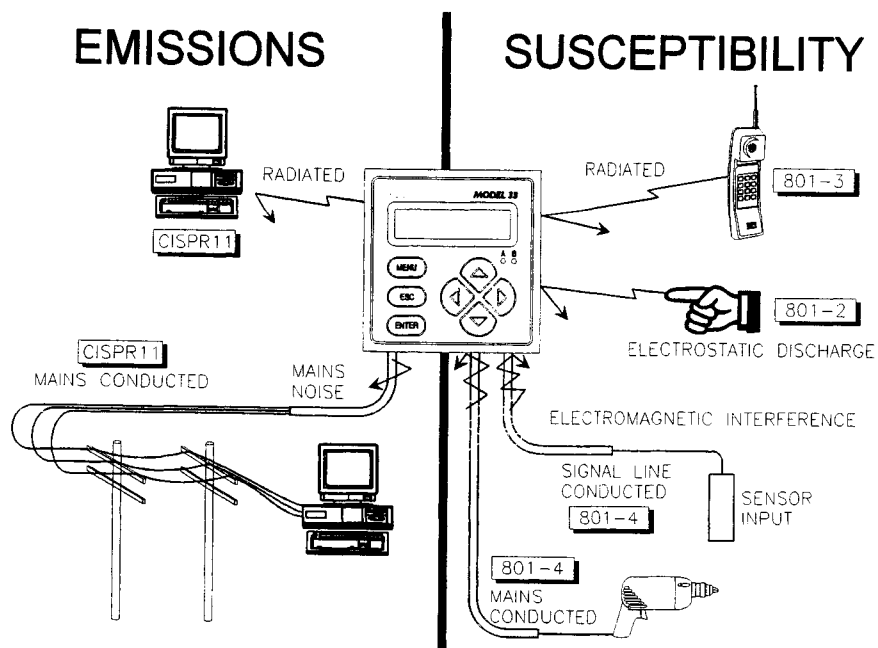 EMISSIONS
SUSCEPTIBILITY
RADIATED
CISPR11
MODEL 33
A B
MENU
ESC
ENTER
RADIATED
801-3
801-2
ELECTROSTATIC DISCHARGE
CISPR11
MAINS CONDUCTED
MAINS
NOISE
ELECTROMAGNETIC INTERFERENCE
SIGNAL LINE
CONDUCTED
801-4
SENSOR
INPUT
801-4
MAINS
CONDUCTED